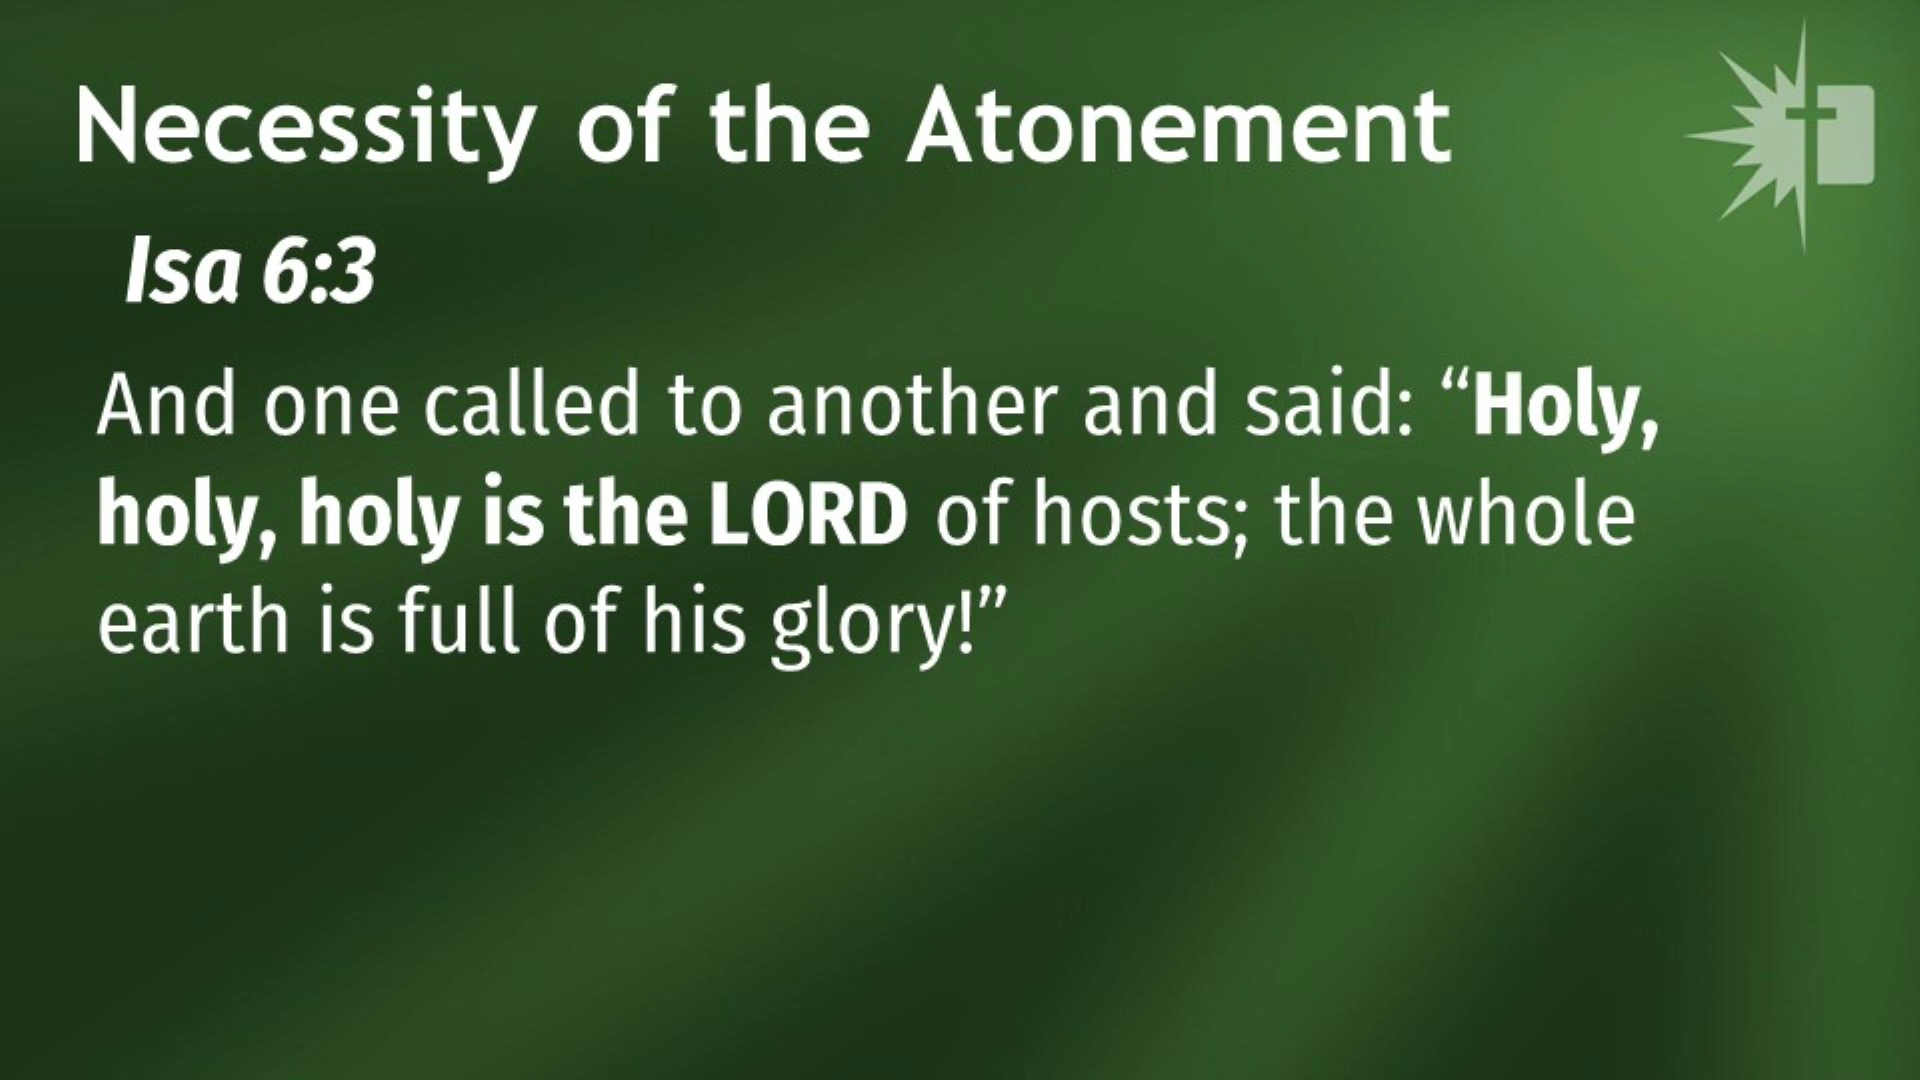 Necessity of the Atonement
Isa 6:3
And one called to another and said: “Holy,
holy, holy is the LORD of hosts; the whole
earth is full of his glory!”